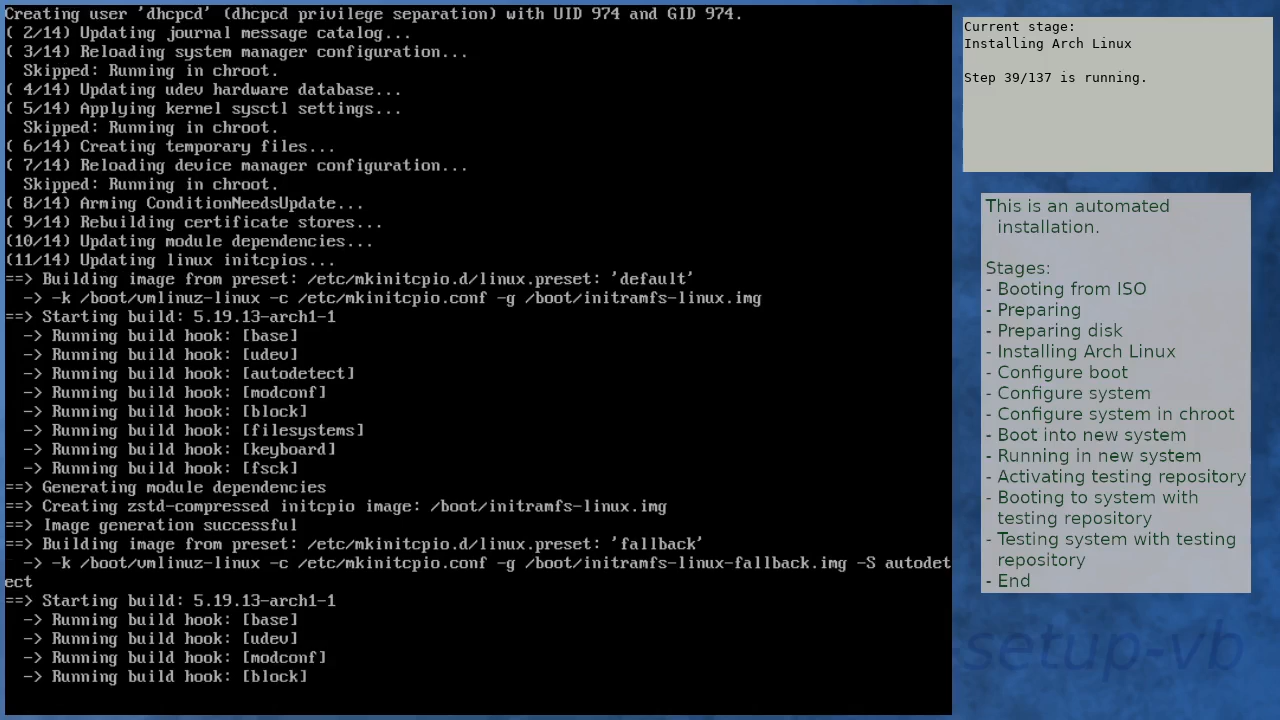 Creating user 'dhcpcd' (dhcpcd privilege separation) with UID 974 and GID 974.
( 2/14) Updating journal message catalog...
( 3/14) Reloading system manager configuration...
  Skipped: Running in chroot.
( 4/14) Updating udev hardware database...
( 5/14) Applying kernel sysctl settings...
  Skipped: Running in chroot.
( 6/14) Creating temporary files...
( 7/14) Reloading device manager configuration...
  Skipped: Running in chroot.
( 8/14) Arming ConditionNeedsUpdate...
( 9/14) Rebuilding certificate stores...
(10/14) Updating module dependencies...
(11/14) Updating linux initcpios...
==> Building image from preset: /etc/mkinitcpio.d/linux.preset: 'default'
  -> -k /boot/vmlinuz-linux -c /etc/mkinitcpio.conf -g /boot/initramfs-linux.img
==> Starting build: 5.19.13-arch1-1
  -> Running build hook: [base]
  -> Running build hook: [udev]
  -> Running build hook: [autodetect]
  -> Running build hook: [modconf]
  -> Running build hook: [block]
  -> Running build hook: [filesystems]
  -> Running build hook: [keyboard]
  -> Running build hook: [fsck]
==> Generating module dependencies
==> Creating zstd-compressed initcpio image: /boot/initramfs-linux.img
==> Image generation successful
==> Building image from preset: /etc/mkinitcpio.d/linux.preset: 'fallback'
  -> -k /boot/vmlinuz-linux -c /etc/mkinitcpio.conf -g /boot/initramfs-linux-fallback.img -S autodet
ect
==> Starting build: 5.19.13-arch1-1
  -> Running build hook: [base]
  -> Running build hook: [udev]
  -> Running build hook: [modconf]
  -> Running build hook: [block]
Current stage:
Installing Arch Linux
Step 39/137 is running.
This is an automated
installation.
Stages:
- Booting from ISO
- Preparing
- Preparing disk
- Installing Arch Linux
- Configure boot
- Configure system
- Configure system in chroot
- Boot into new system
- Running in new system
- Activating testing repository
- Booting to system with
testing repository
- Testing system with testing
repository
- End
setup-vb